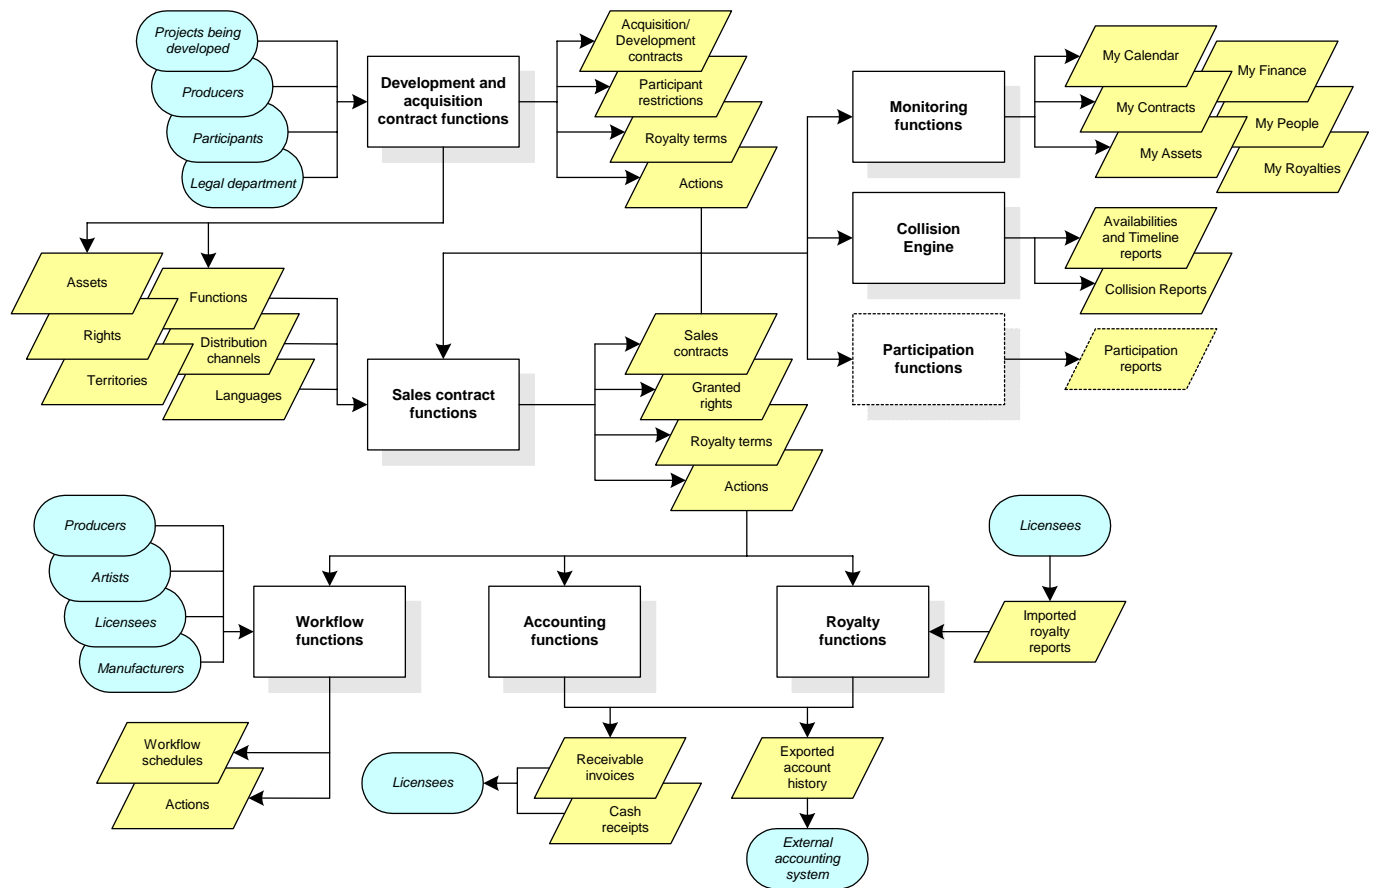 Projects being
developed
Producers
Participants
Legal department
Development and
acquisition
contract functions
Acquisition/
Development
contracts
Participant
restrictions
Royalty terms
Actions
Monitoring
functions
My Calendar
My Contracts
My Assets
My Finance
My People
My Royalties
Collision
Engine
Availabilities
and Timeline
reports
Collision Reports
Participation
functions
Participation
reports
Assets
Rights
Territories
Functions
Distribution
channels
Languages
Sales contract
functions
Sales
contracts
Granted
rights
Royalty terms
Actions
Producers
Artists
Licensees
Manufacturers
Workflow
functions
Accounting
functions
Royalty
functions
Licensees
Imported
royalty
reports
Workflow
schedules
Actions
Licensees
Receivable
invoices
Cash
receipts
Exported
account
history
External
accounting
system